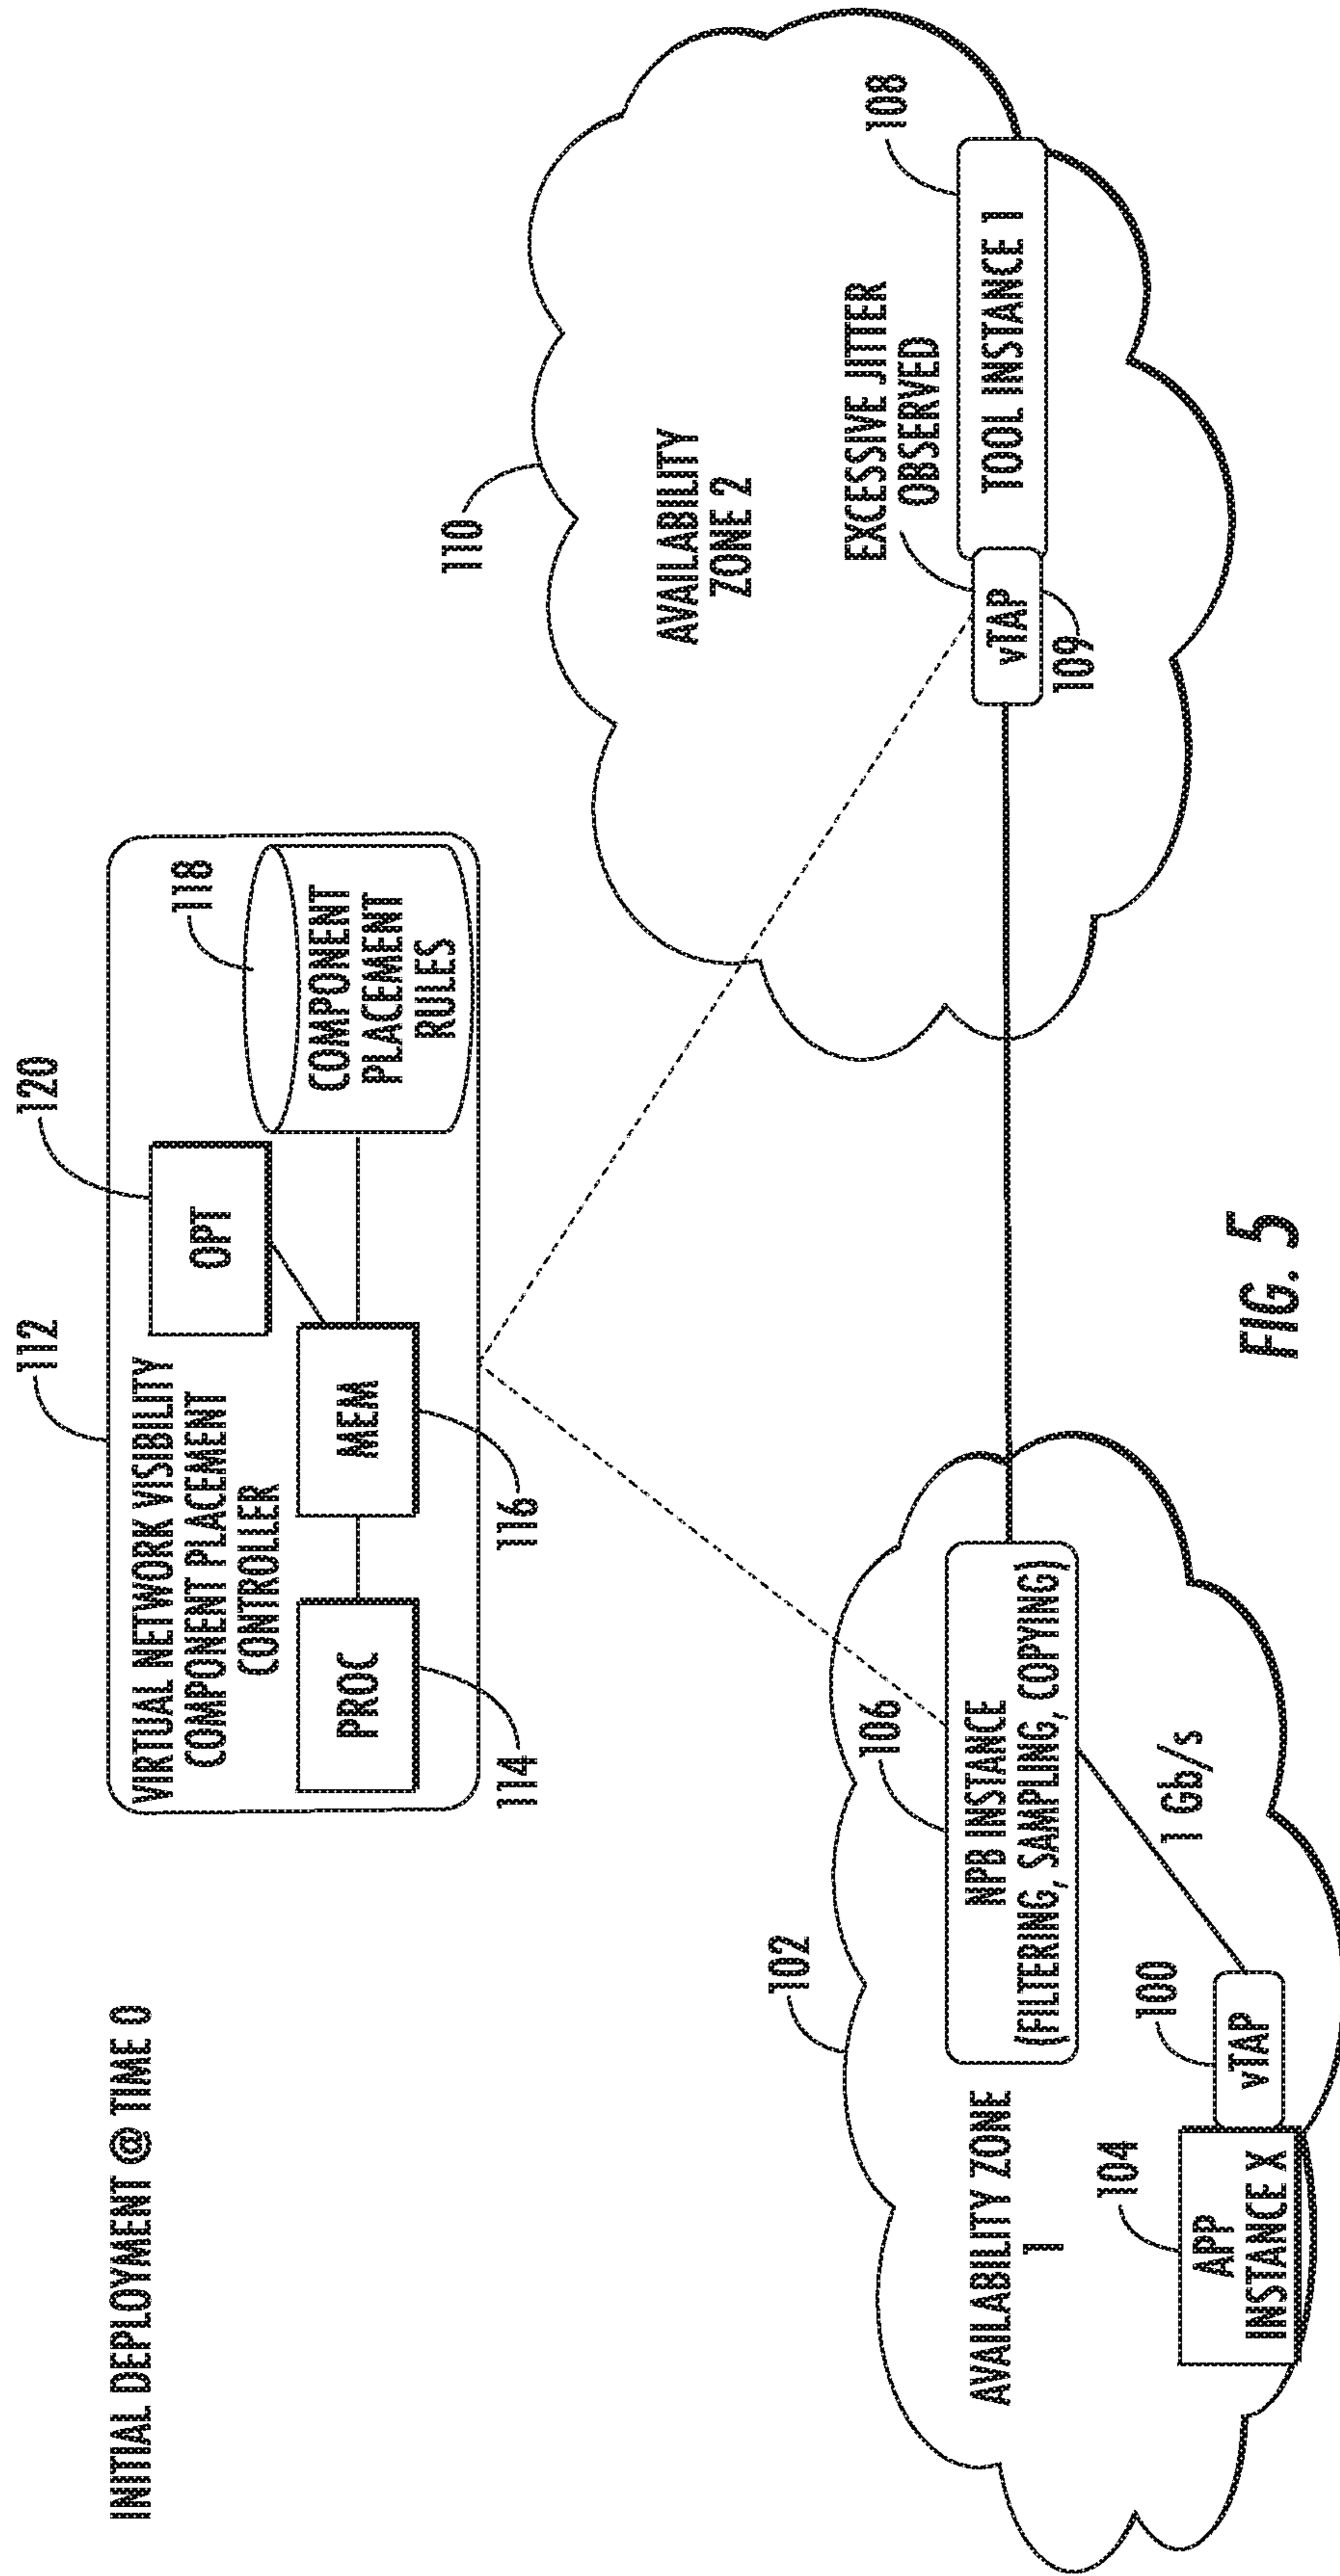 INITIAL DEPLOYMENT @ TIME 0
112
120
VIRTUAL NETWORK VISIBILITY
COMPONENT PLACEMENT
CONTROLLER
OPT
118
PROC
MEM
COMPONENT
PLACEMENT
RULES
114
116
110
102
AVAILABILITY
ZONE 2
106
EXCESSIVE JITTER
OBSERVED
108
AVAILABILITY ZONE
1
NPB INSTANCE
(FILTERING, SAMPLING, COPYING)
vTAP
TOOL INSTANCE 1
109
104
100
1 Gb/s
APP
INSTANCE X
vTAP
FIG. 5